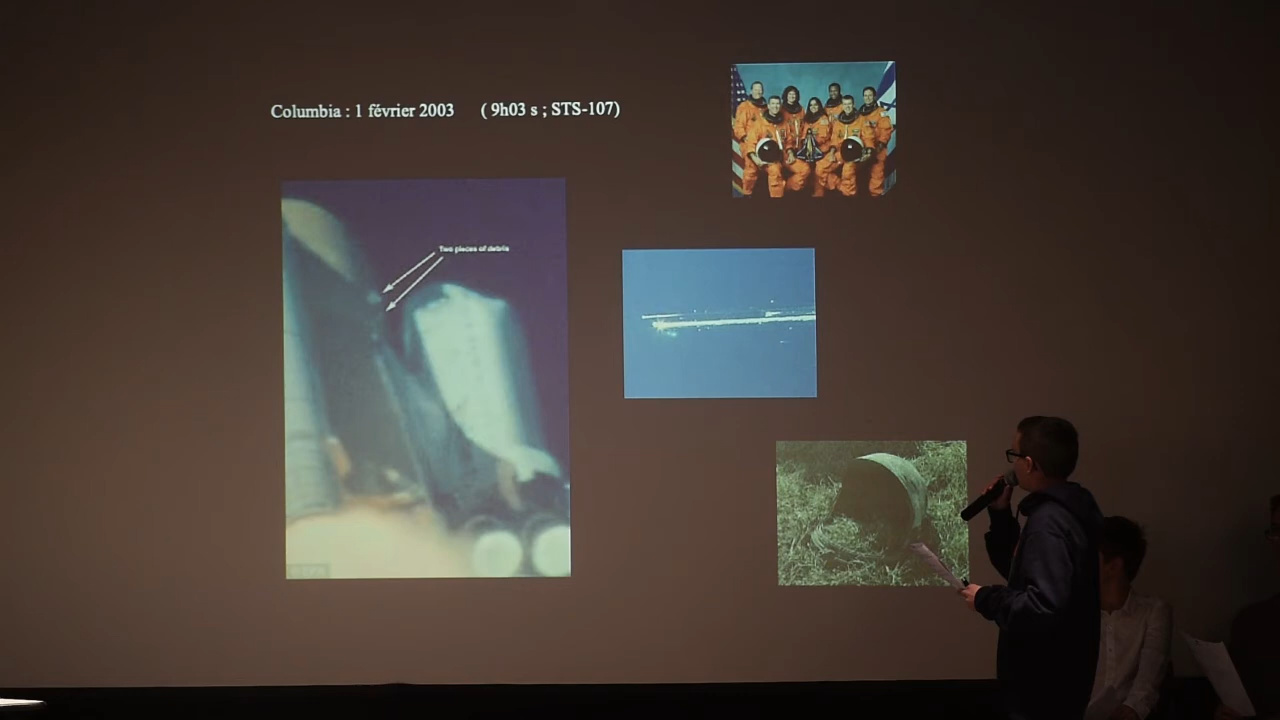 Columbia : 1 février 2003 ( 9h03 s ; STS-107)
Two pieces of debris